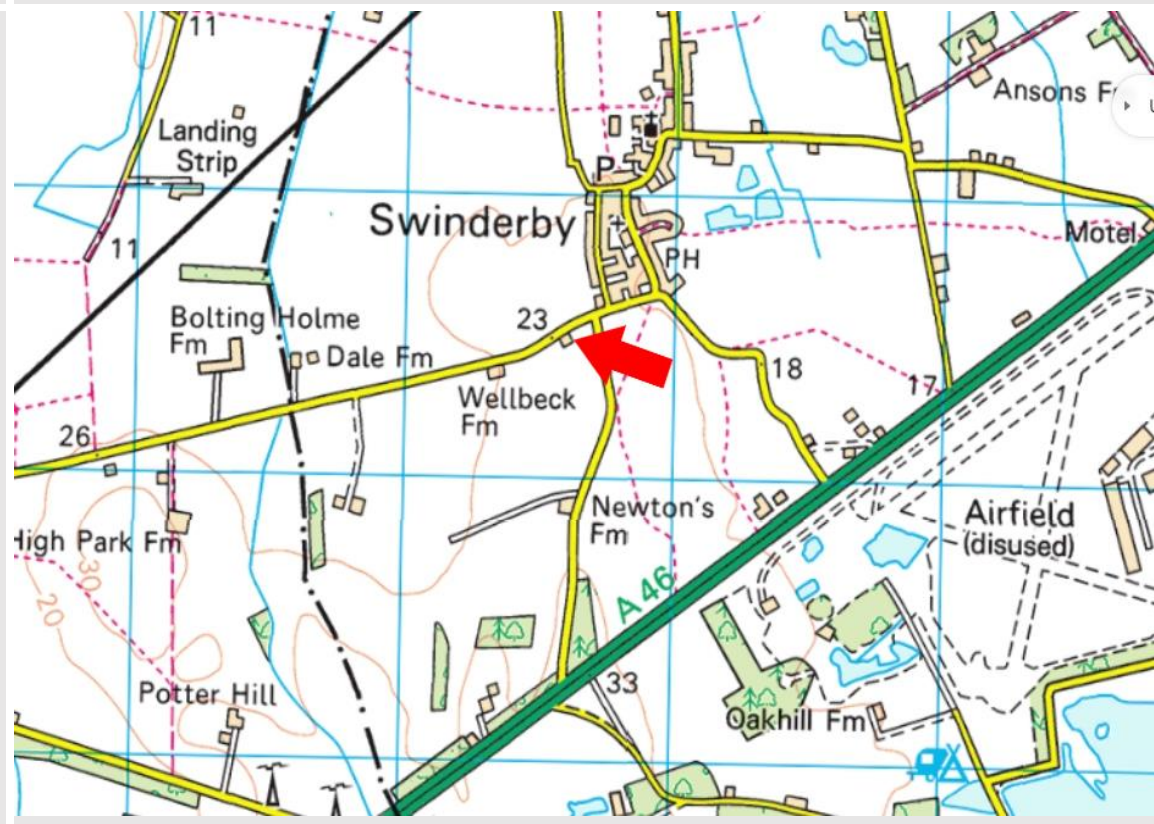 11
Landing
Strip
Ansons F
P
Swinderby
11
PH
Motel
Bolting Holme
Fm
23
Dale Fm
18
17
Wellbeck
Fm
26
Newton's
Fm
Airfield
(disused)
High Park Fm
30
20
A 46
33
Potter Hill
Oakhill Fm